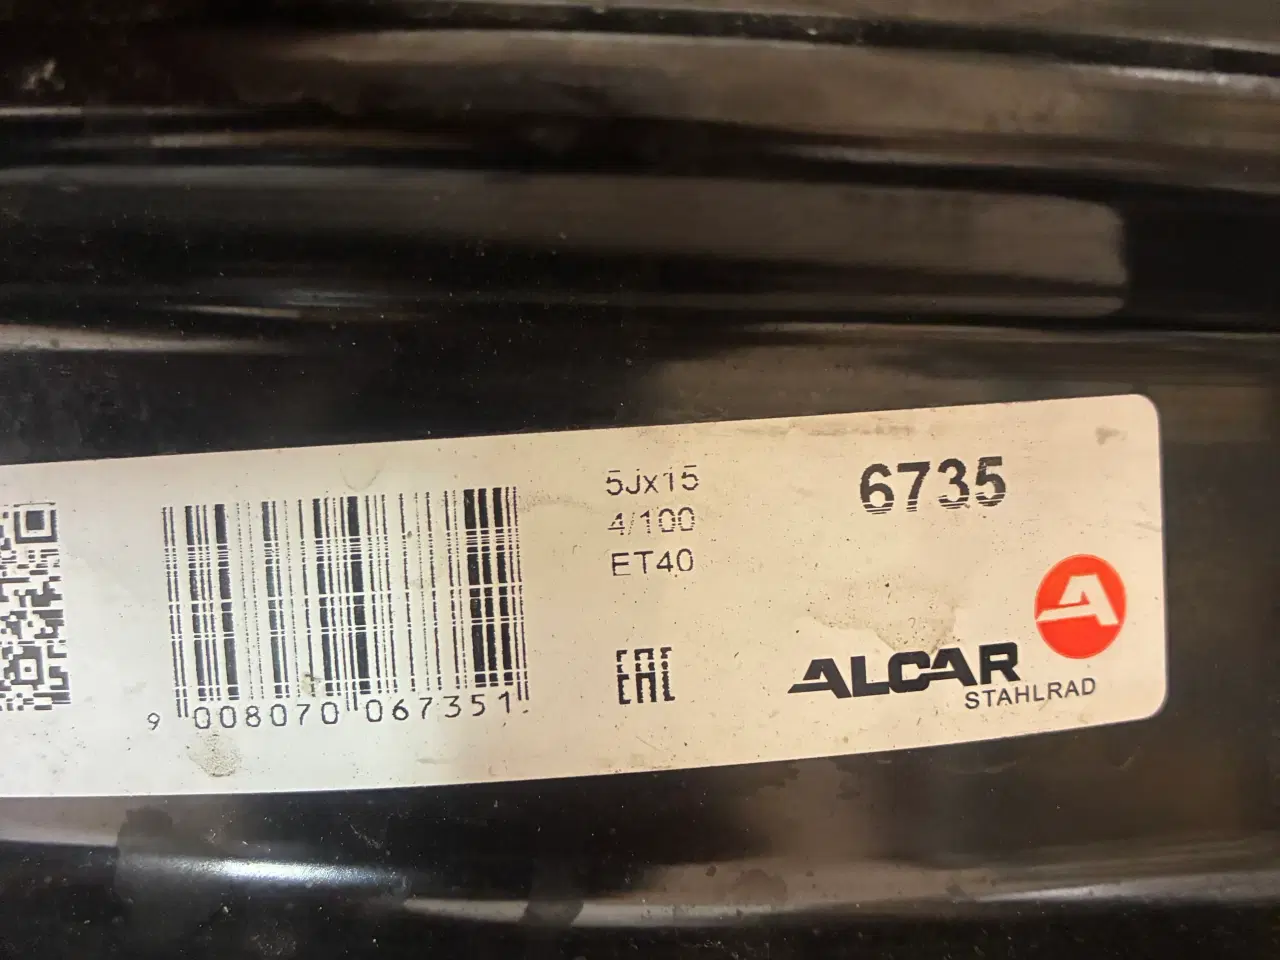 5Jx15
4/100
ET40
6735
EAC
ALCAR
STAHLRAD
9 008070 067351